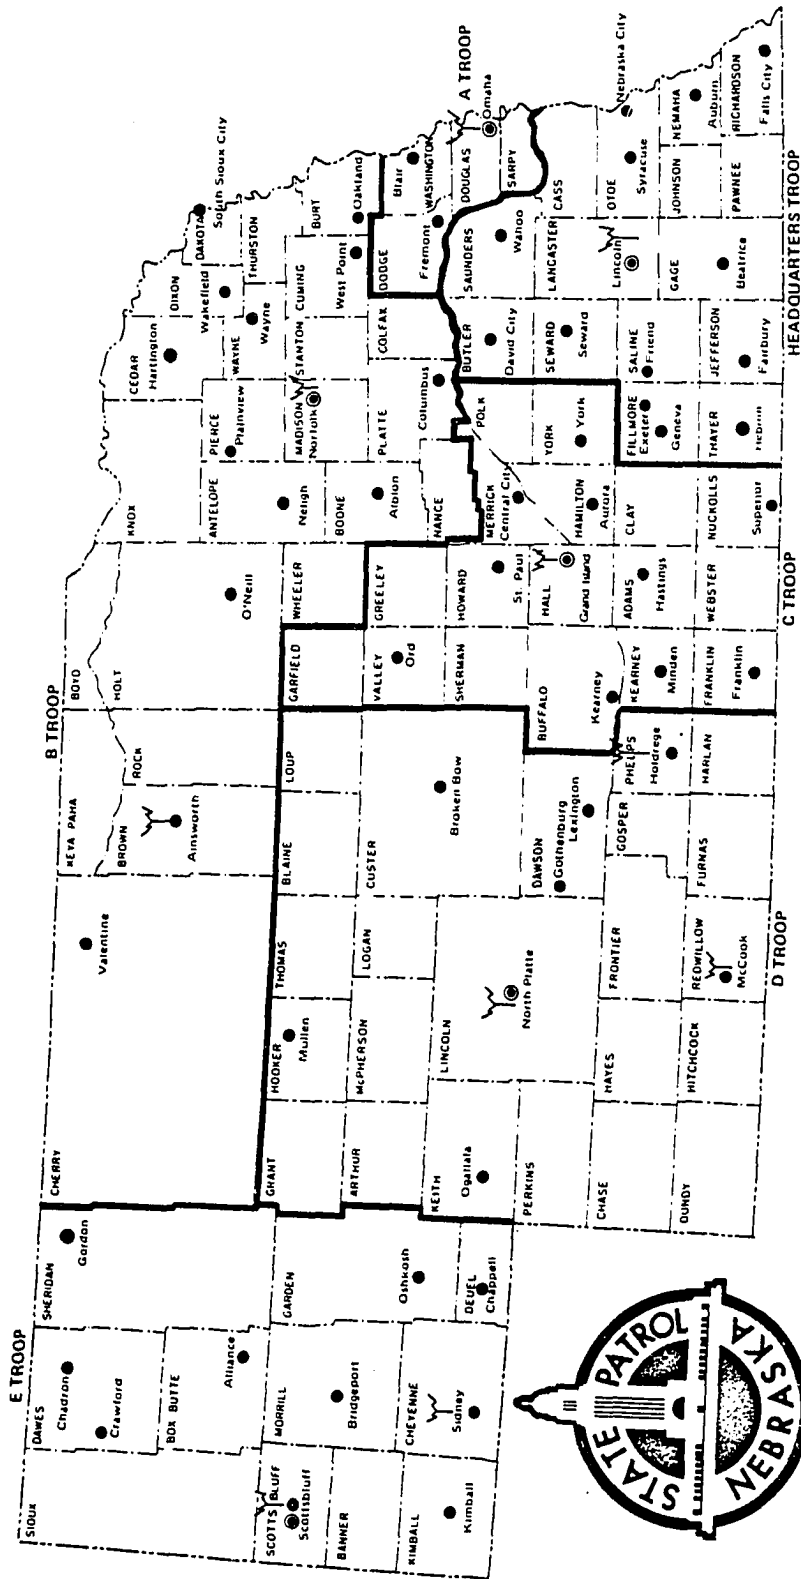 E TROOP
B TROOP
A TROOP
SIOUX
DAWES
Chadron
Crawford
SHERIDAN
Gordon
BOX BUTTE
Alliance
SCOTTS BLUFF
Scottsbluff
BANNER
KIMBALL
Kimball
MORRILL
Bridgeport
CHEYENNE
Sidney
GARDEN
Oshkosh
DEUEL
Chappell
CHERRY
Valentine
KEYA PAHA
BROWN
Ainsworth
ROCK
BOYD
HOLT
O'Neill
KNOX
CEDAR
Hartington
DIXON
Wakefield
DAKOTA
South Sioux City
ANTELOPE
Neligh
PIERCE
Plainview
WAYNE
Wayne
THURSTON
WHEELER
BOONE
Albion
MADISON
Norfolk
STANTON
CUMING
West Point
BURT
Oakland
NANCE
PLATTE
Columbus
COLFAX
DODGE
Fremont
Blair
WASHINGTON
DOUGLAS
Omaha
SARPY
GRANT
HOOKER
Mullen
THOMAS
BLAINE
LOUP
GARFIELD
GREELEY
ARTHUR
McPHERSON
LOGAN
CUSTER
Broken Bow
VALLEY
Ord
SHERMAN
HOWARD
St. Paul
MERRICK
Central City
POLK
KEITH
Ogallala
LINCOLN
North Platte
DAWSON
Gothenburg
Lexington
BUFFALO
Kearney
HALL
Grand Island
HAMILTON
Aurora
YORK
York
BUTLER
David City
SEWARD
Seward
SAUNDERS
Wahoo
LANCASTER
Lincoln
CASS
OTOE
Syracuse
Nebraska City
PERKINS
CHASE
HAYES
FRONTIER
GOSPER
PHELPS
Holdrege
KEARNEY
Minden
ADAMS
Hastings
CLAY
FILLMORE
Exeter
Geneva
SALINE
Friend
GAGE
Beatrice
JOHNSON
NEMAHA
Auburn
DUNDY
HITCHCOCK
REDWILLOW
McCook
FURNAS
HARLAN
FRANKLIN
Franklin
WEBSTER
NUCKOLLS
Superior
THAYER
Hebron
JEFFERSON
Fairbury
PAWNEE
RICHARDSON
Falls City
D TROOP
C TROOP
HEADQUARTERS TROOP
STATE PATROL
NEBRASKA